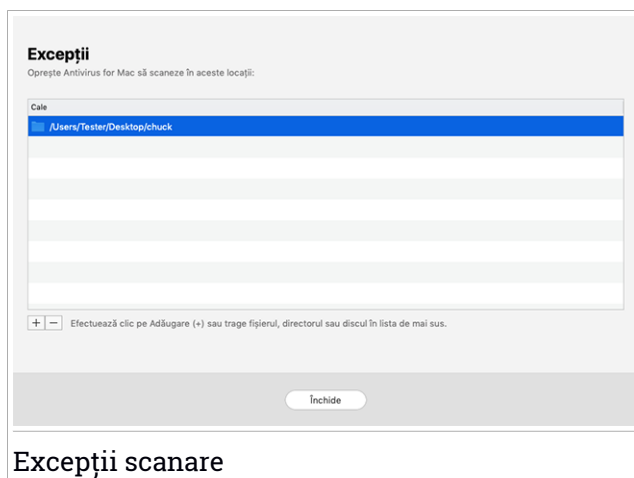 Excepții
Oprește Antivirus for Mac să scaneze în aceste locații:
Cale
/Users/Tester/Desktop/chuck
+ − Efectuează clic pe Adăugare (+) sau trage fișierul, directorul sau discul în lista de mai sus.
Închide
Excepții scanare